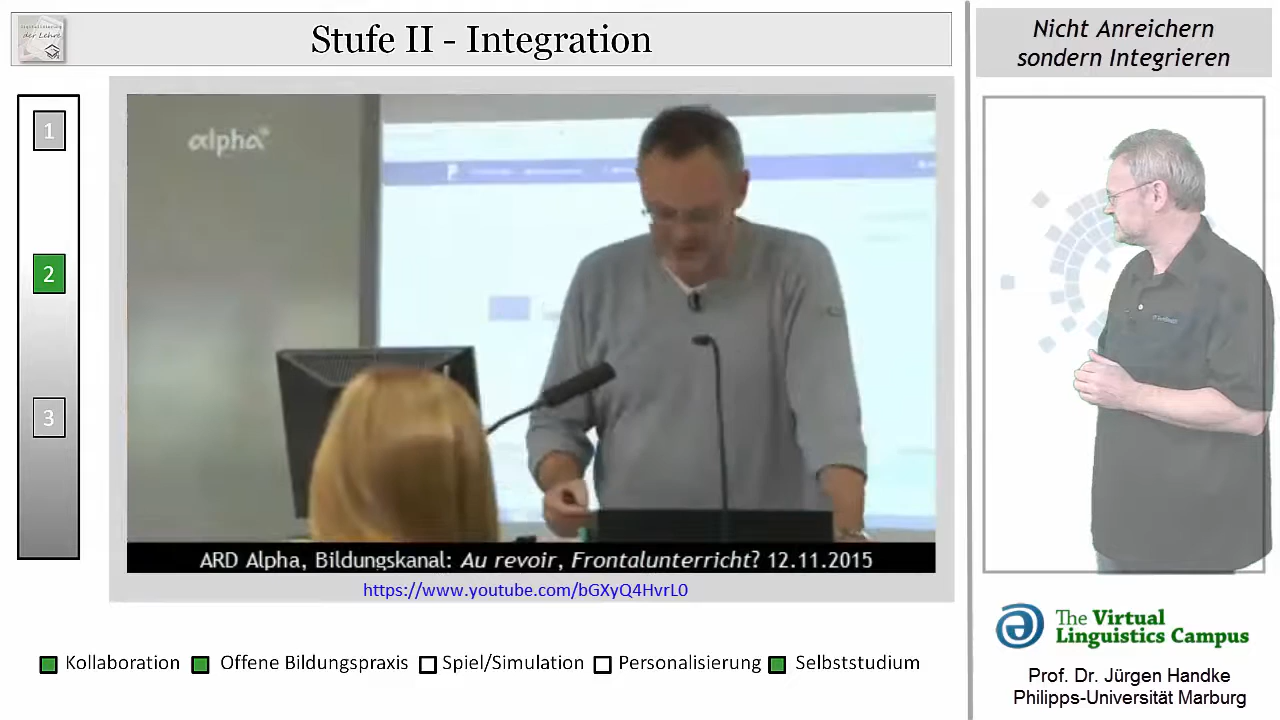 Stufe II - Integration
Nicht Anreichern
sondern Integrieren
1
2
3
alpha
ARD Alpha, Bildungskanal: Au revoir, Frontalunterricht? 12.11.2015
https://www.youtube.com/bGXyQ4HvrL0
Kollaboration Offene Bildungspraxis Spiel/Simulation Personalisierung Selbststudium
The Virtual
Linguistics Campus
Prof. Dr. Jürgen Handke
Philipps-Universität Marburg